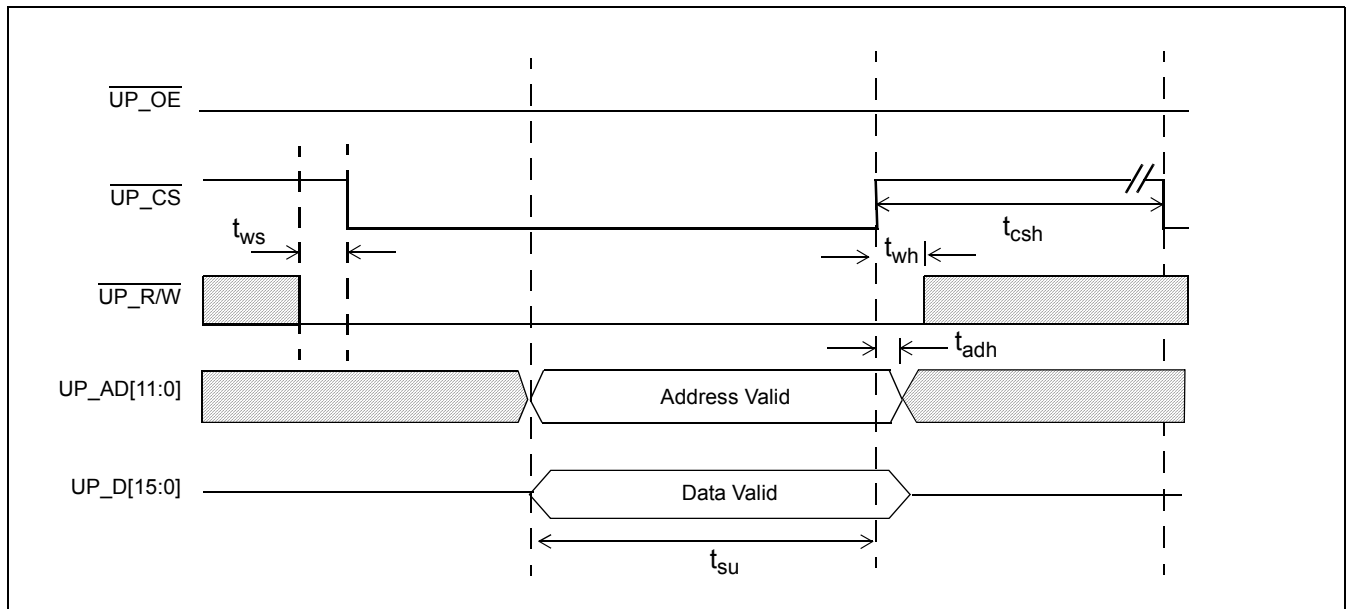 UP_OE
UP_CS
t_ws
t_csh
t_wh
UP_R/W
t_adh
UP_AD[11:0]
Address Valid
UP_D[15:0]
Data Valid
t_su